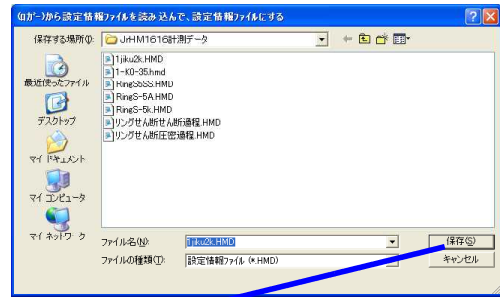 (ﾛｶﾞｰ)から設定情報ﾌｧｲﾙを読み込んで、設定情報ﾌｧｲﾙにする
保存する場所(I):
JrHM1616計測データ
最近使ったファイル
デスクトップ
マイ ドキュメント
マイ コンピュータ
マイ ネットワーク
1jiku2k.HMD
1-K0-35.hmd
RingS5SS.HMD
RingS-5A.HMD
RingS-5k.HMD
リングせん断せん断過程.HMD
リングせん断圧密過程.HMD
ファイル名(N):
1jiku2k.HMD
保存(S)
ファイルの種類(T):
設定情報ﾌｧｲﾙ (*.HMD)
キャンセル